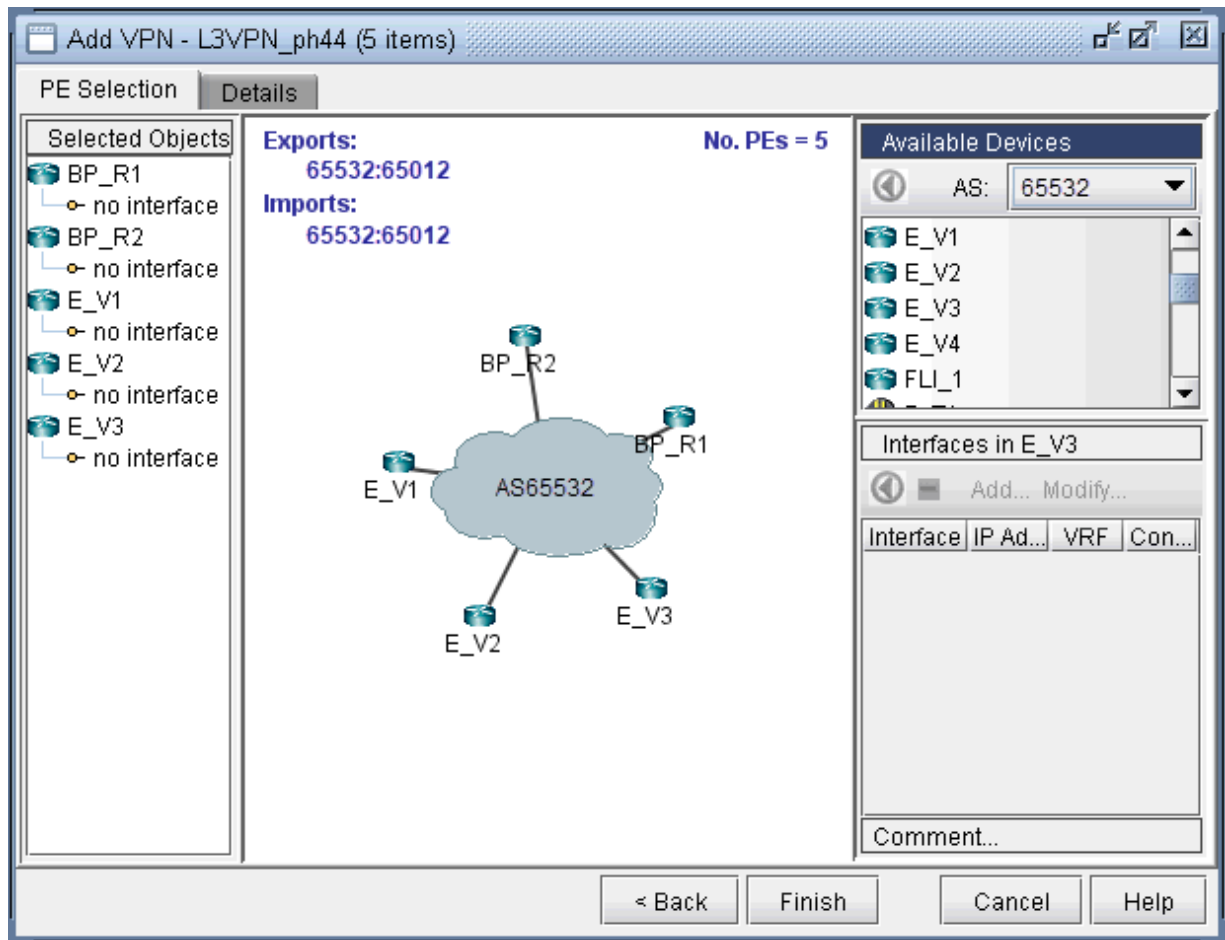 Add VPN - L3VPN_ph44 (5 items)
PE Selection
Details
Selected Objects
BP_R1
no interface
BP_R2
no interface
E_V1
no interface
E_V2
no interface
E_V3
no interface
Exports:
65532:65012
Imports:
65532:65012
No. PEs = 5
BP_R2
BP_R1
E_V1
AS65532
E_V3
E_V2
Available Devices
AS: 65532
E_V1
E_V2
E_V3
E_V4
FLI_1
Interfaces in E_V3
Add... Modify...
Interface IP Ad... VRF Con...
Comment...
< Back Finish Cancel Help